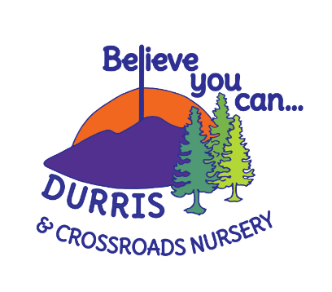 Believe
you
can...
DURRIS
& CROSSROADS NURSERY